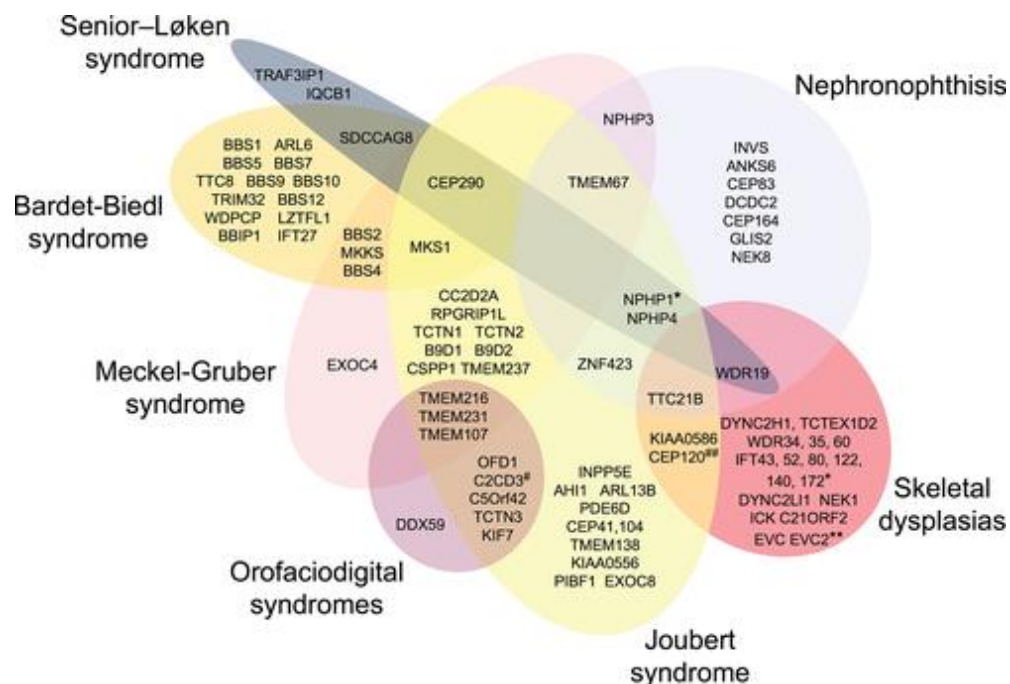 Senior–Løken
syndrome
TRAF3IP1
IQCB1
SDCCAG8
Nephronophthisis
NPHP3
INVS
ANKS6
CEP83
DCDC2
CEP164
GLIS2
NEK8
BBS1 ARL6
BBS5 BBS7
TTC8 BBS9 BBS10
TRIM32 BBS12
WDPCP LZTFL1
BBIP1 IFT27
Bardet-Biedl
syndrome
CEP290
TMEM67
BBS2
MKKS
BBS4
MKS1
NPHP1*
NPHP4
CC2D2A
RPGRIP1L
TCTN1 TCTN2
B9D1 B9D2
CSPP1 TMEM237
EXOC4
Meckel-Gruber
syndrome
ZNF423
WDR19
TTC21B
TMEM216
TMEM231
TMEM107
KIAA0586
CEP120##
DYNC2H1, TCTEX1D2
WDR34, 35, 60
IFT43, 52, 80, 122,
140, 172*
DYNC2LI1 NEK1
ICK C21ORF2
EVC EVC2**
Skeletal
dysplasias
OFD1
C2CD3#
C5Orf42
TCTN3
KIF7
DDX59
Orofaciodigital
syndromes
INPP5E
AHI1 ARL13B
PDE6D
CEP41,104
TMEM138
KIAA0556
PIBF1 EXOC8
Joubert
syndrome